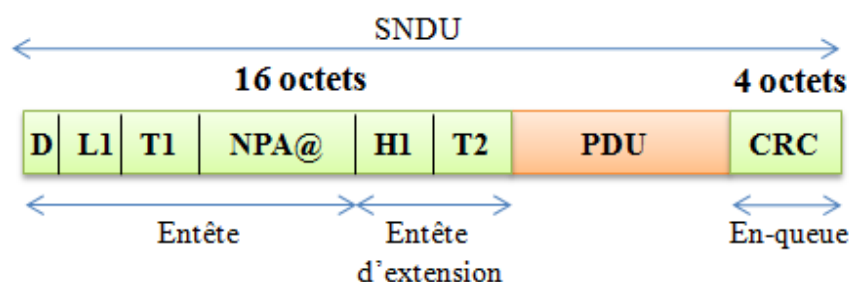 SNDU
16 octets 4 octets
D L1 T1 NPA@ H1 T2 PDU CRC
Entête Entête En-queue
d’extension